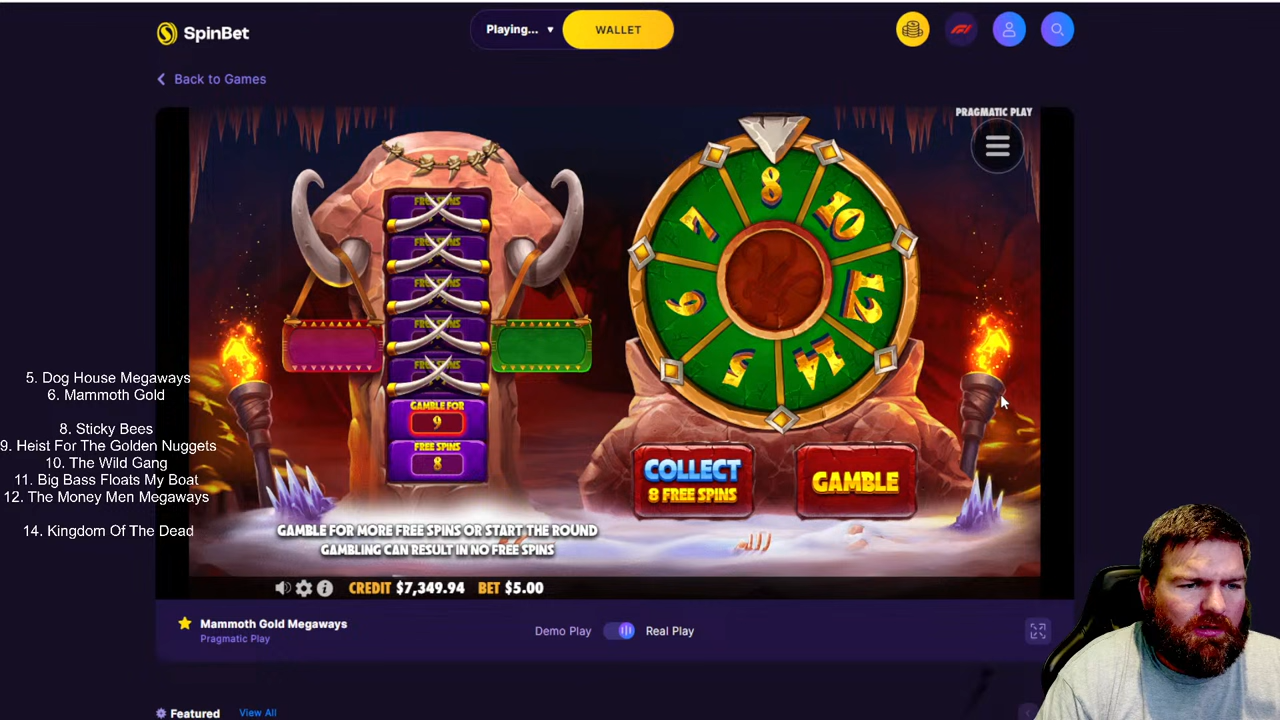 SpinBet
Playing... ▼
WALLET
Back to Games
PRAGMATIC PLAY
FREE SPINS
FREE SPINS
FREE SPINS
FREE SPINS
FREE SPINS
GAMBLE FOR
9
FREE SPINS
8
8
10
12
14
5
6
7
COLLECT
8 FREE SPINS
GAMBLE
GAMBLE FOR MORE FREE SPINS OR START THE ROUND
GAMBLING CAN RESULT IN NO FREE SPINS
CREDIT $7,349.94 BET $5.00
5. Dog House Megaways
6. Mammoth Gold
8. Sticky Bees
9. Heist For The Golden Nuggets
10. The Wild Gang
11. Big Bass Floats My Boat
12. The Money Men Megaways
14. Kingdom Of The Dead
Mammoth Gold Megaways
Pragmatic Play
Demo Play
Real Play
Featured
View All